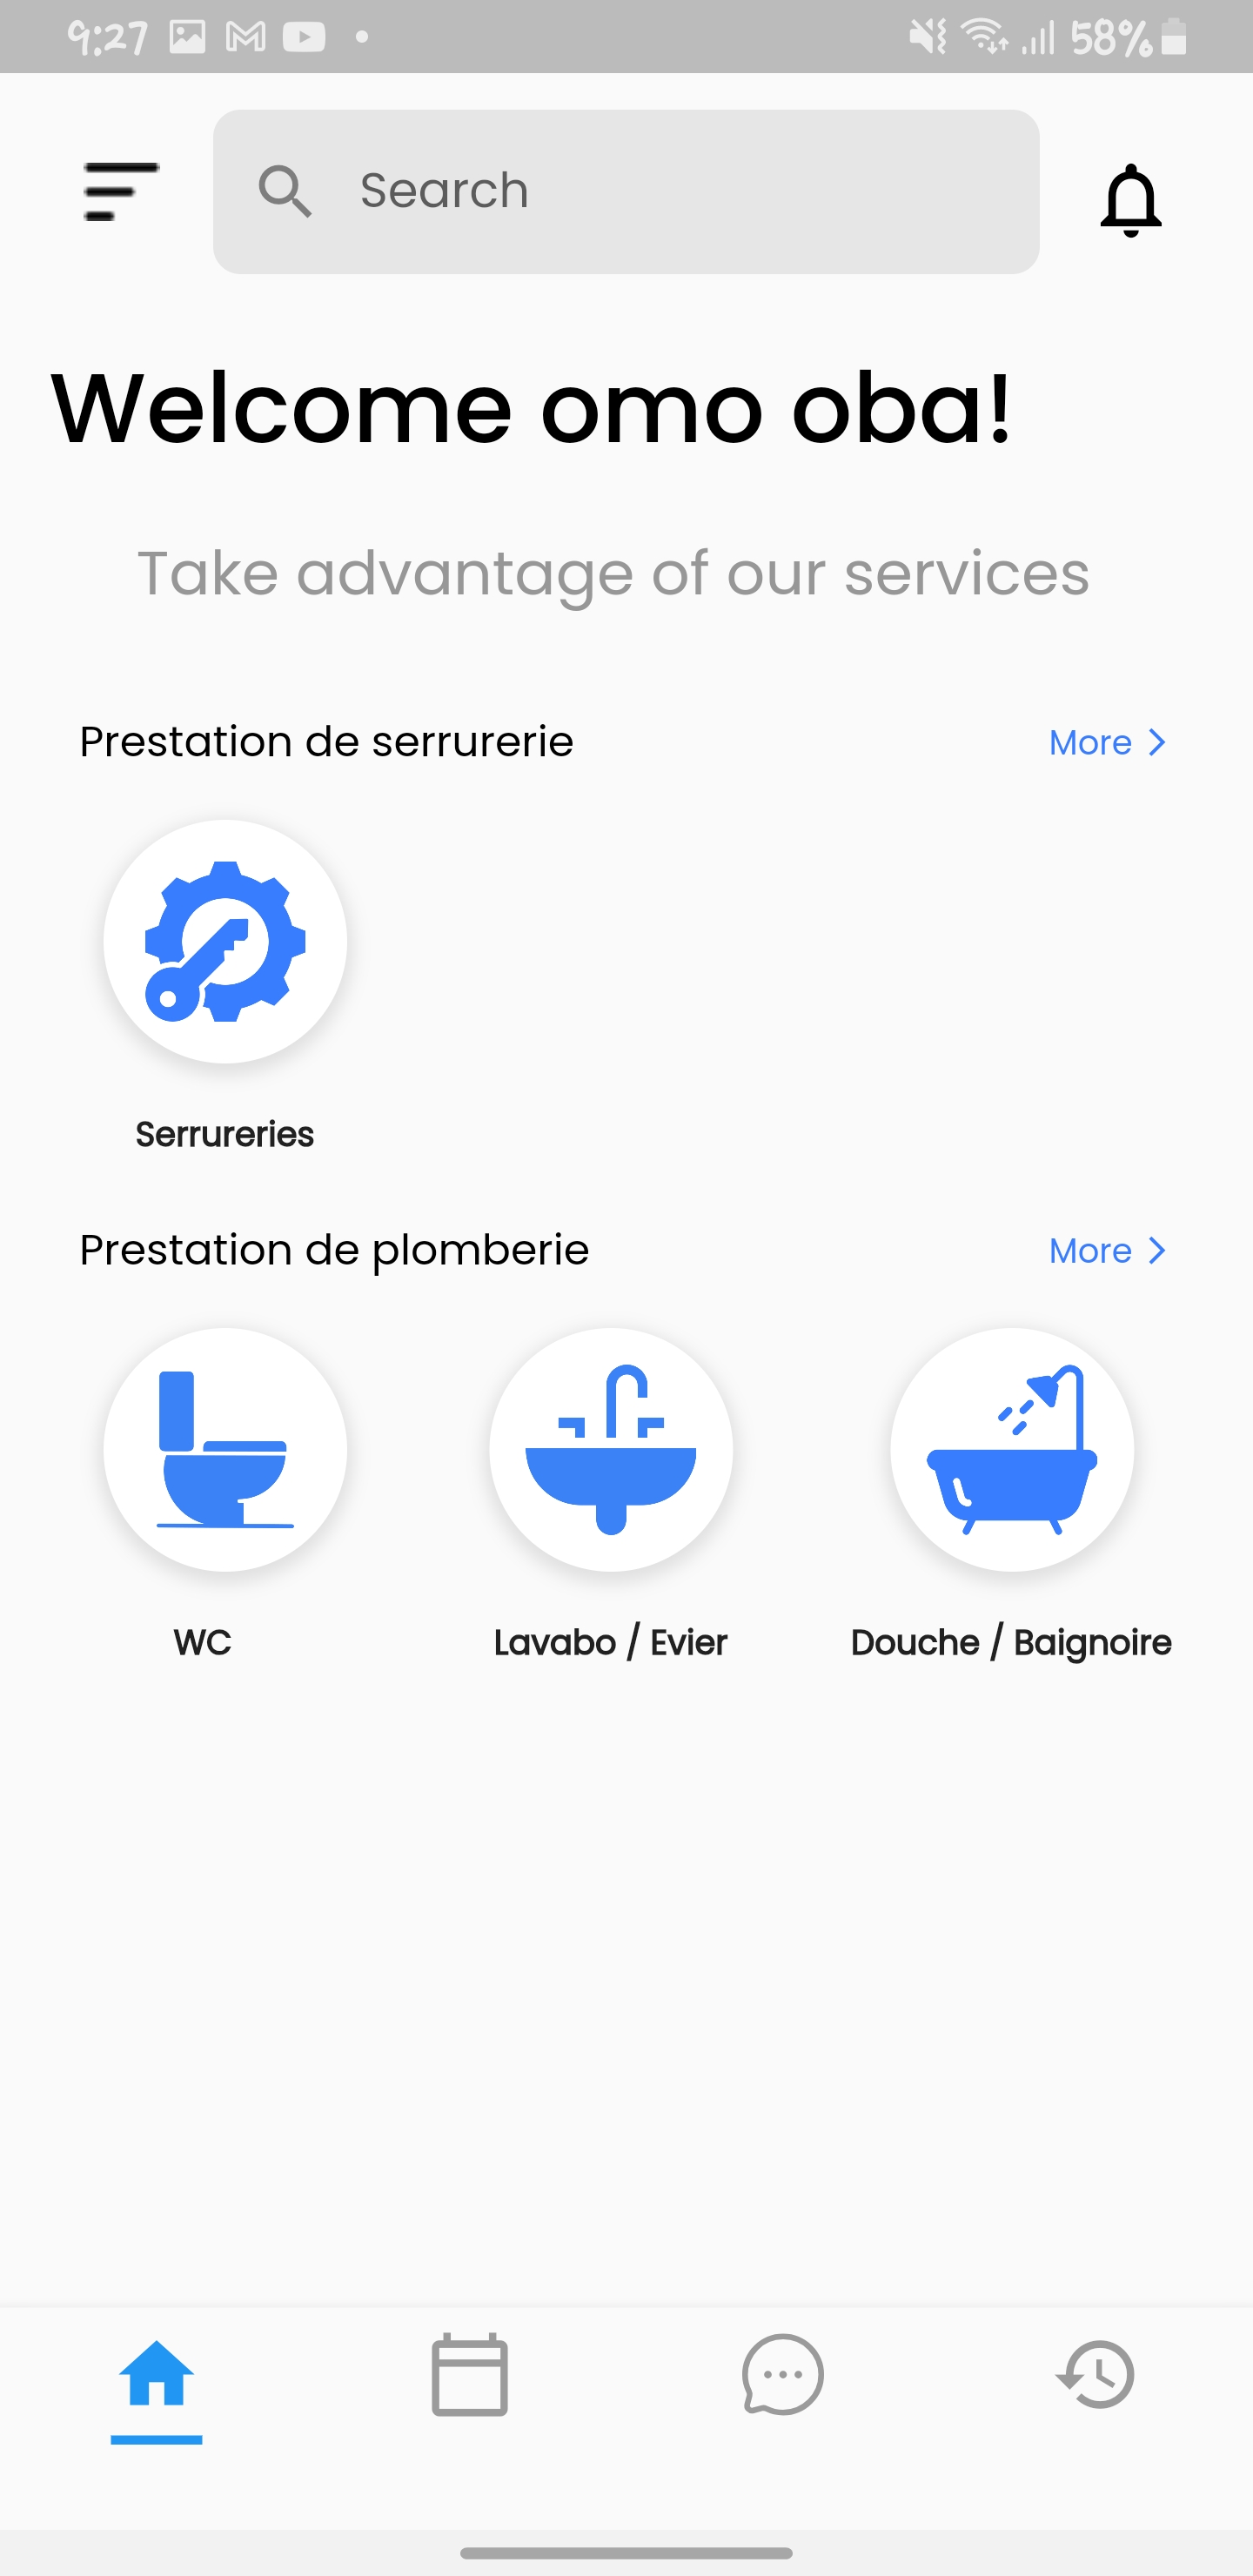 9:27 58%
Search
Welcome omo oba!
Take advantage of our services
Prestation de serrurerie More
Serrureries
Prestation de plomberie More
WC Lavabo / Evier Douche / Baignoire